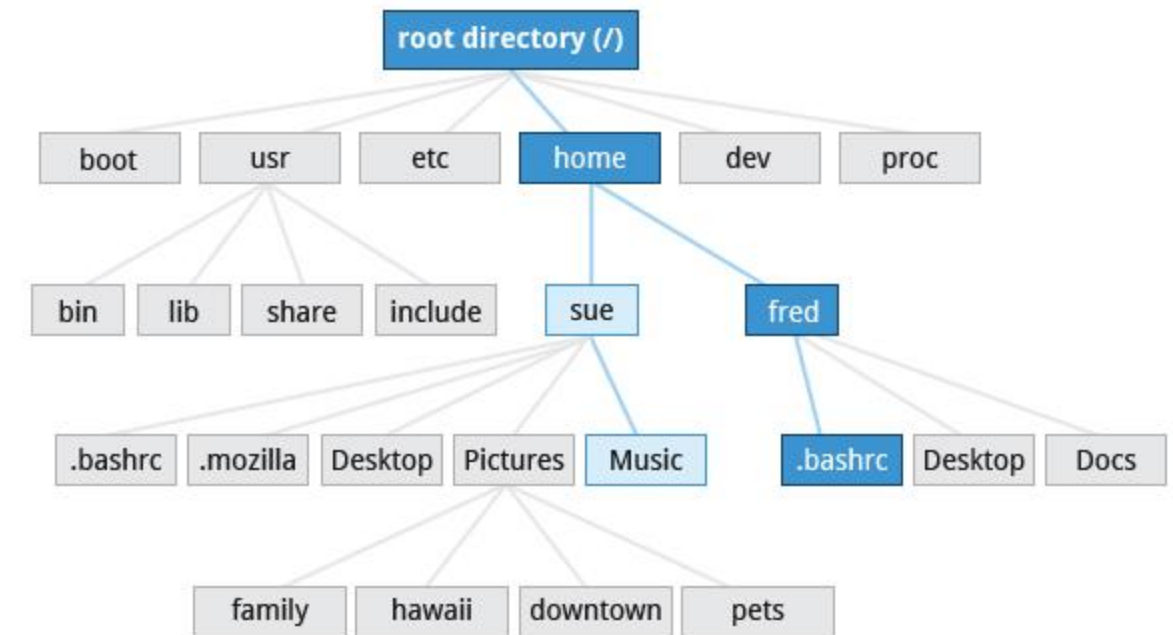 root directory (/)
boot usr etc home dev proc
bin lib share include sue fred
.bashrc .mozilla Desktop Pictures Music .bashrc Desktop Docs
family hawaii downtown pets